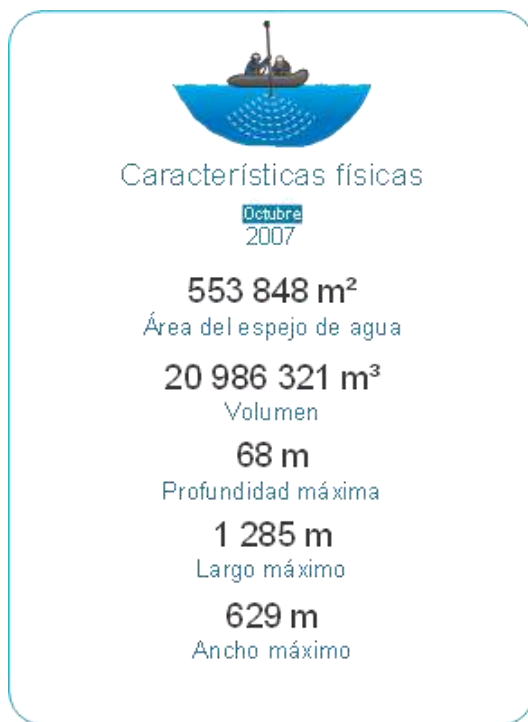 Características físicas
Octubre
2007
553 848 m²
Área del espejo de agua
20 986 321 m³
Volumen
68 m
Profundidad máxima
1 285 m
Largo máximo
629 m
Ancho máximo